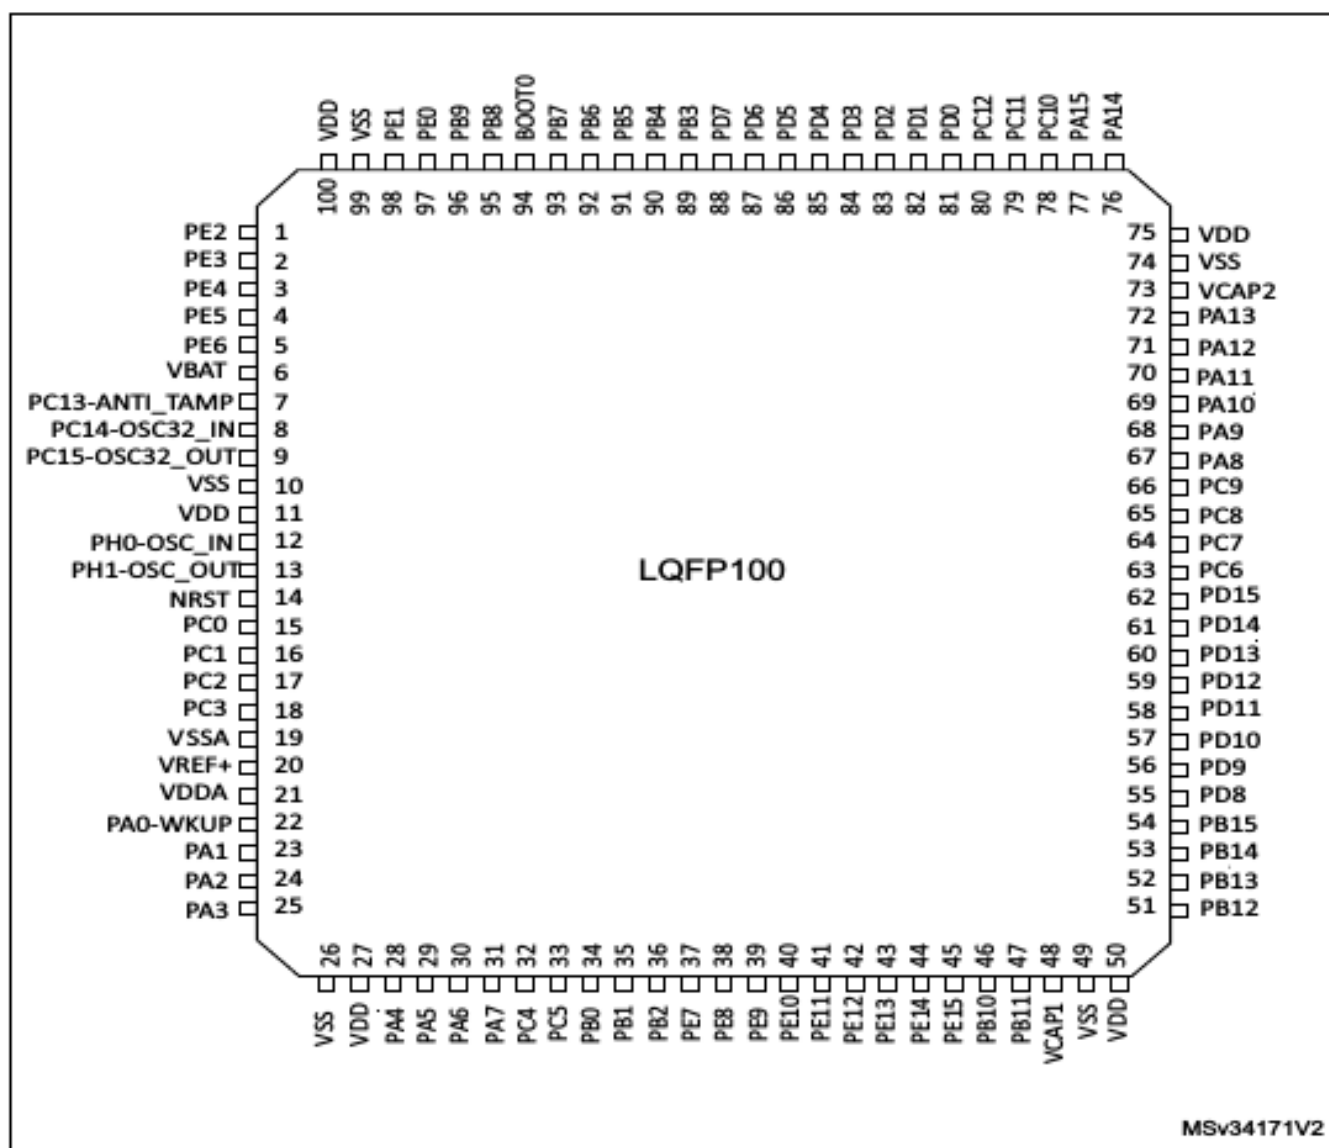 VDD VSS PE1 PE0 PB9 PB8 BOOT0 PB7 PB6 PB5 PB4 PB3 PD7 PD6 PD5 PD4 PD3 PD2 PD1 PD0 PC12 PC11 PC10 PA15 PA14
100 99 98 97 96 95 94 93 92 91 90 89 88 87 86 85 84 83 82 81 80 79 78 77 76
PE2 1 75 VDD
PE3 2 74 VSS
PE4 3 73 VCAP2
PE5 4 72 PA13
PE6 5 71 PA12
VBAT 6 70 PA11
PC13-ANTI_TAMP 7 69 PA10
PC14-OSC32_IN 8 68 PA9
PC15-OSC32_OUT 9 67 PA8
VSS 10 66 PC9
VDD 11 65 PC8
PH0-OSC_IN 12 64 PC7
PH1-OSC_OUT 13 LQFP100 63 PC6
NRST 14 62 PD15
PC0 15 61 PD14
PC1 16 60 PD13
PC2 17 59 PD12
PC3 18 58 PD11
VSSA 19 57 PD10
VREF+ 20 56 PD9
VDDA 21 55 PD8
PA0-WKUP 22 54 PB15
PA1 23 53 PB14
PA2 24 52 PB13
PA3 25 51 PB12
26 27 28 29 30 31 32 33 34 35 36 37 38 39 40 41 42 43 44 45 46 47 48 49 50
VSS VDD PA4 PA5 PA6 PA7 PC4 PC5 PB0 PB1 PB2 PE7 PE8 PE9 PE10 PE11 PE12 PE13 PE14 PE15 PB10 PB11 VCAP1 VSS VDD
MSv34171V2